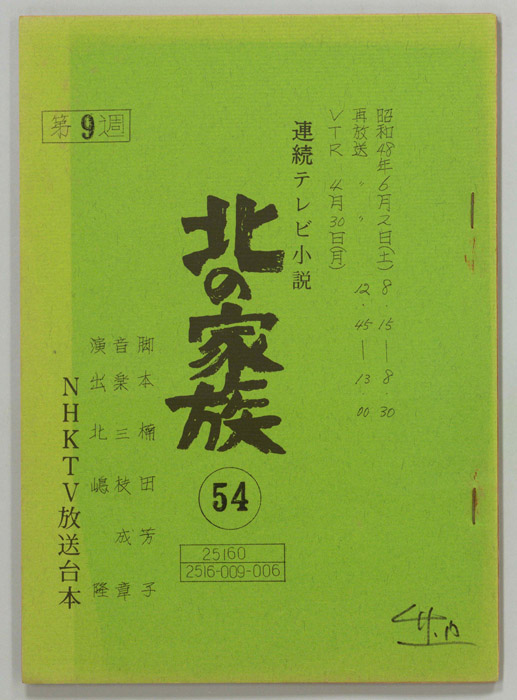 昭和48年6月2日(土) 8.15—8.30
再放送 〃 〃 12.45—13.00
VTR 4月30日(月)
連続テレビ小説
北の家族
54
25160
2516-009-006
第9週
脚本 楠田芳子
音楽 三枝成章
演出 北嶋隆
NHKTV放送台本